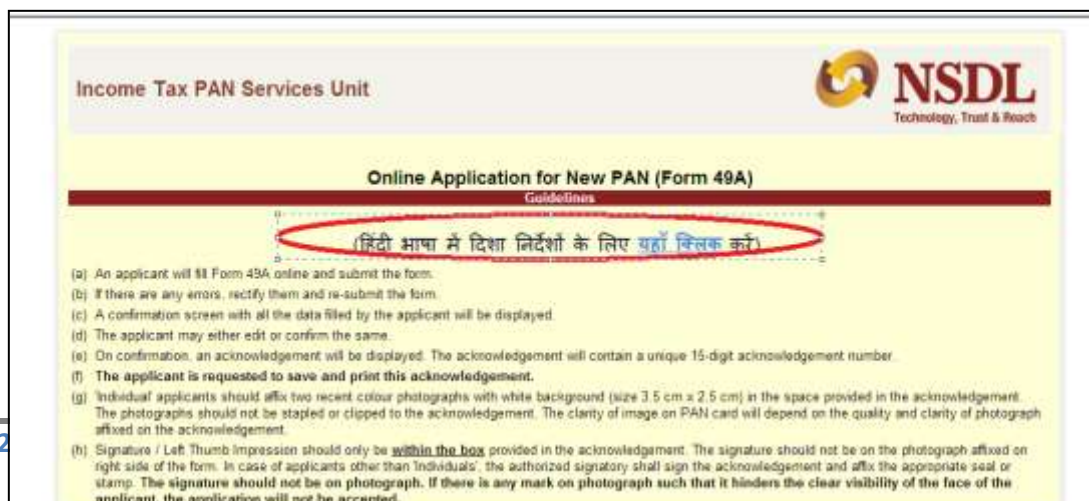 Income Tax PAN Services Unit
NSDL
Technology, Trust & Reach
Online Application for New PAN (Form 49A)
Guidelines
(हिंदी भाषा में दिशा निर्देशों के लिए यहाँ क्लिक करें)
(a) An applicant will fill Form 49A online and submit the form.
(b) If there are any errors, rectify them and re-submit the form.
(c) A confirmation screen with all the data filled by the applicant will be displayed.
(d) The applicant may either edit or confirm the same.
(e) On confirmation, an acknowledgement will be displayed. The acknowledgement will contain a unique 15-digit acknowledgement number.
(f) The applicant is requested to save and print this acknowledgement.
(g) 'Individual' applicants should affix two recent colour photographs with white background (size 3.5 cm x 2.5 cm) in the space provided in the acknowledgement.
The photographs should not be stapled or clipped to the acknowledgement. The clarity of image on PAN card will depend on the quality and clarity of photograph
affixed on the acknowledgement.
2
(h) Signature / Left Thumb Impression should only be within the box provided in the acknowledgement. The signature should not be on the photograph affixed on
right side of the form. In case of applicants other than 'Individuals', the authorized signatory shall sign the acknowledgement and affix the appropriate seal or
stamp. The signature should not be on photograph. If there is any mark on photograph such that it hinders the clear visibility of the face of the
applicant, the application will not be accepted.